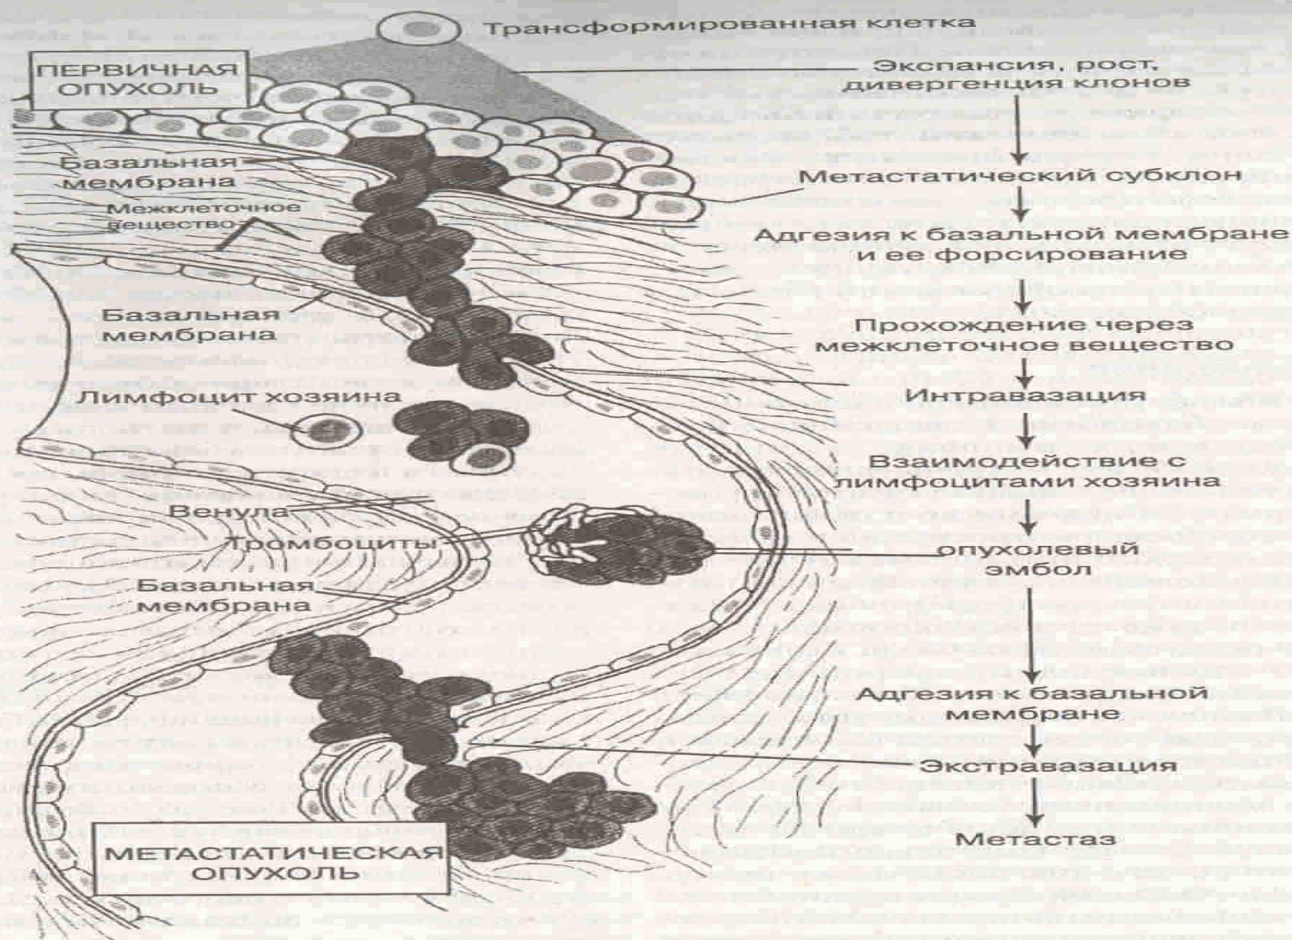 Трансформированная клетка
ПЕРВИЧНАЯ
ОПУХОЛЬ
Экспансия, рост,
дивергенция клонов
Базальная
мембрана
Метастатический субклон
Межклеточное
вещество
Адгезия к базальной мембране
и ее форсирование
Базальная
мембрана
Прохождение через
межклеточное вещество
Лимфоцит хозяина
Интравазация
Взаимодействие с
лимфоцитами хозяина
Венула
Тромбоциты
опухолевый
эмбол
Базальная
мембрана
Адгезия к базальной
мембране
Экстравазация
МЕТАСТАТИЧЕСКАЯ
ОПУХОЛЬ
Метастаз